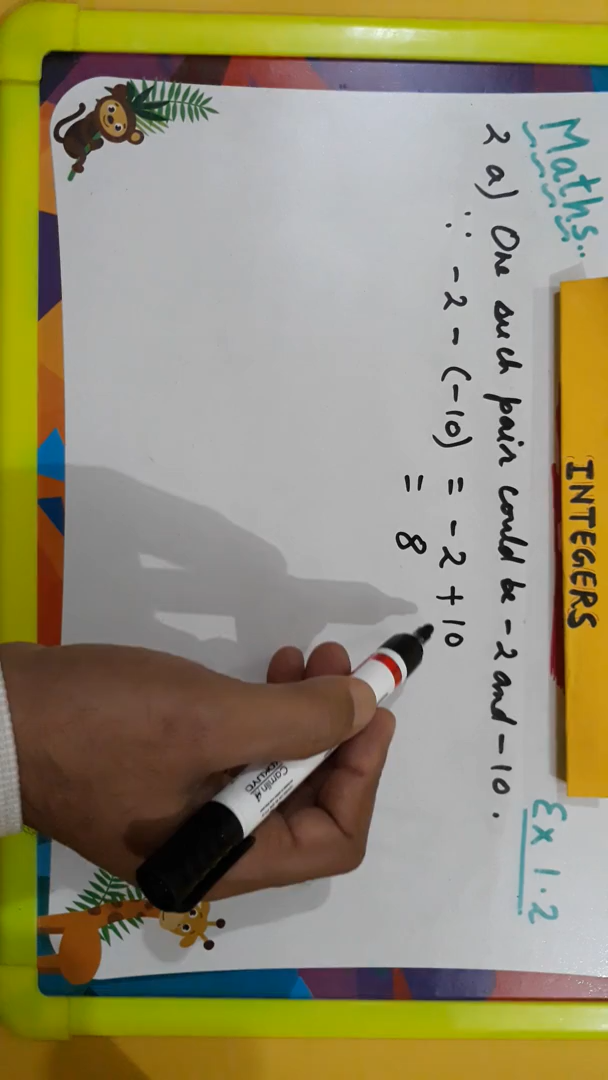 INTEGERS
Maths..
Ex 1.2
2 a) One such pair could be -2 and -10.
∵ -2 - (-10) = -2 + 10
= 8
Camlin